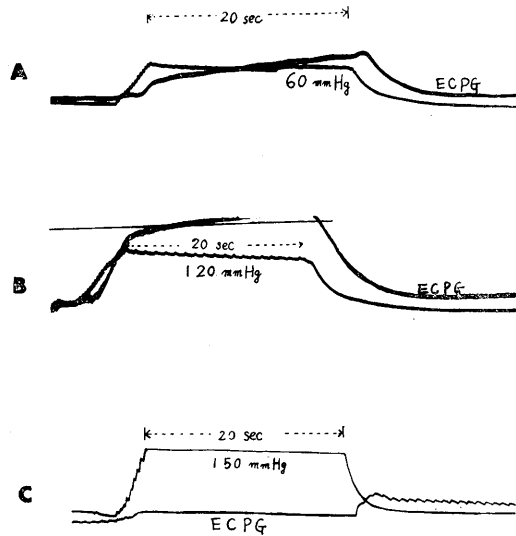 20 sec
A
60 mmHg
ECPG
20 sec
B
120 mmHg
ECPG
20 sec
150 mmHg
C
ECPG